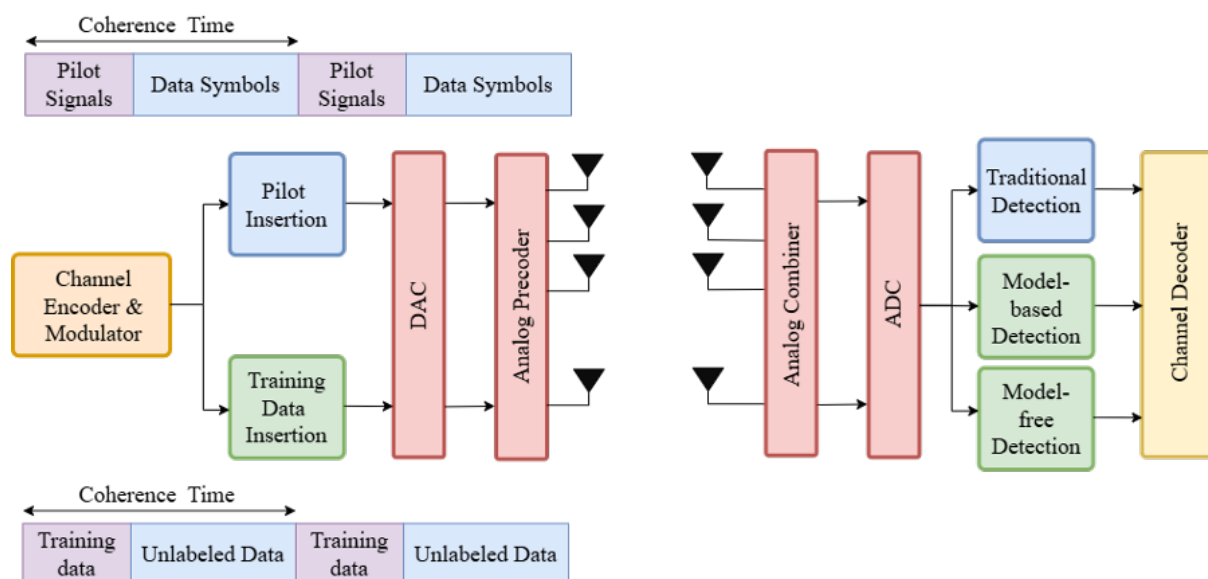 Coherence Time
Pilot
Signals
Data Symbols
Pilot
Signals
Data Symbols
Channel
Encoder &
Modulator
Pilot
Insertion
Training
Data
Insertion
DAC
Analog Precoder
Analog Combiner
ADC
Traditional
Detection
Model-
based
Detection
Model-
free
Detection
Channel Decoder
Coherence Time
Training
data
Unlabeled Data
Training
data
Unlabeled Data